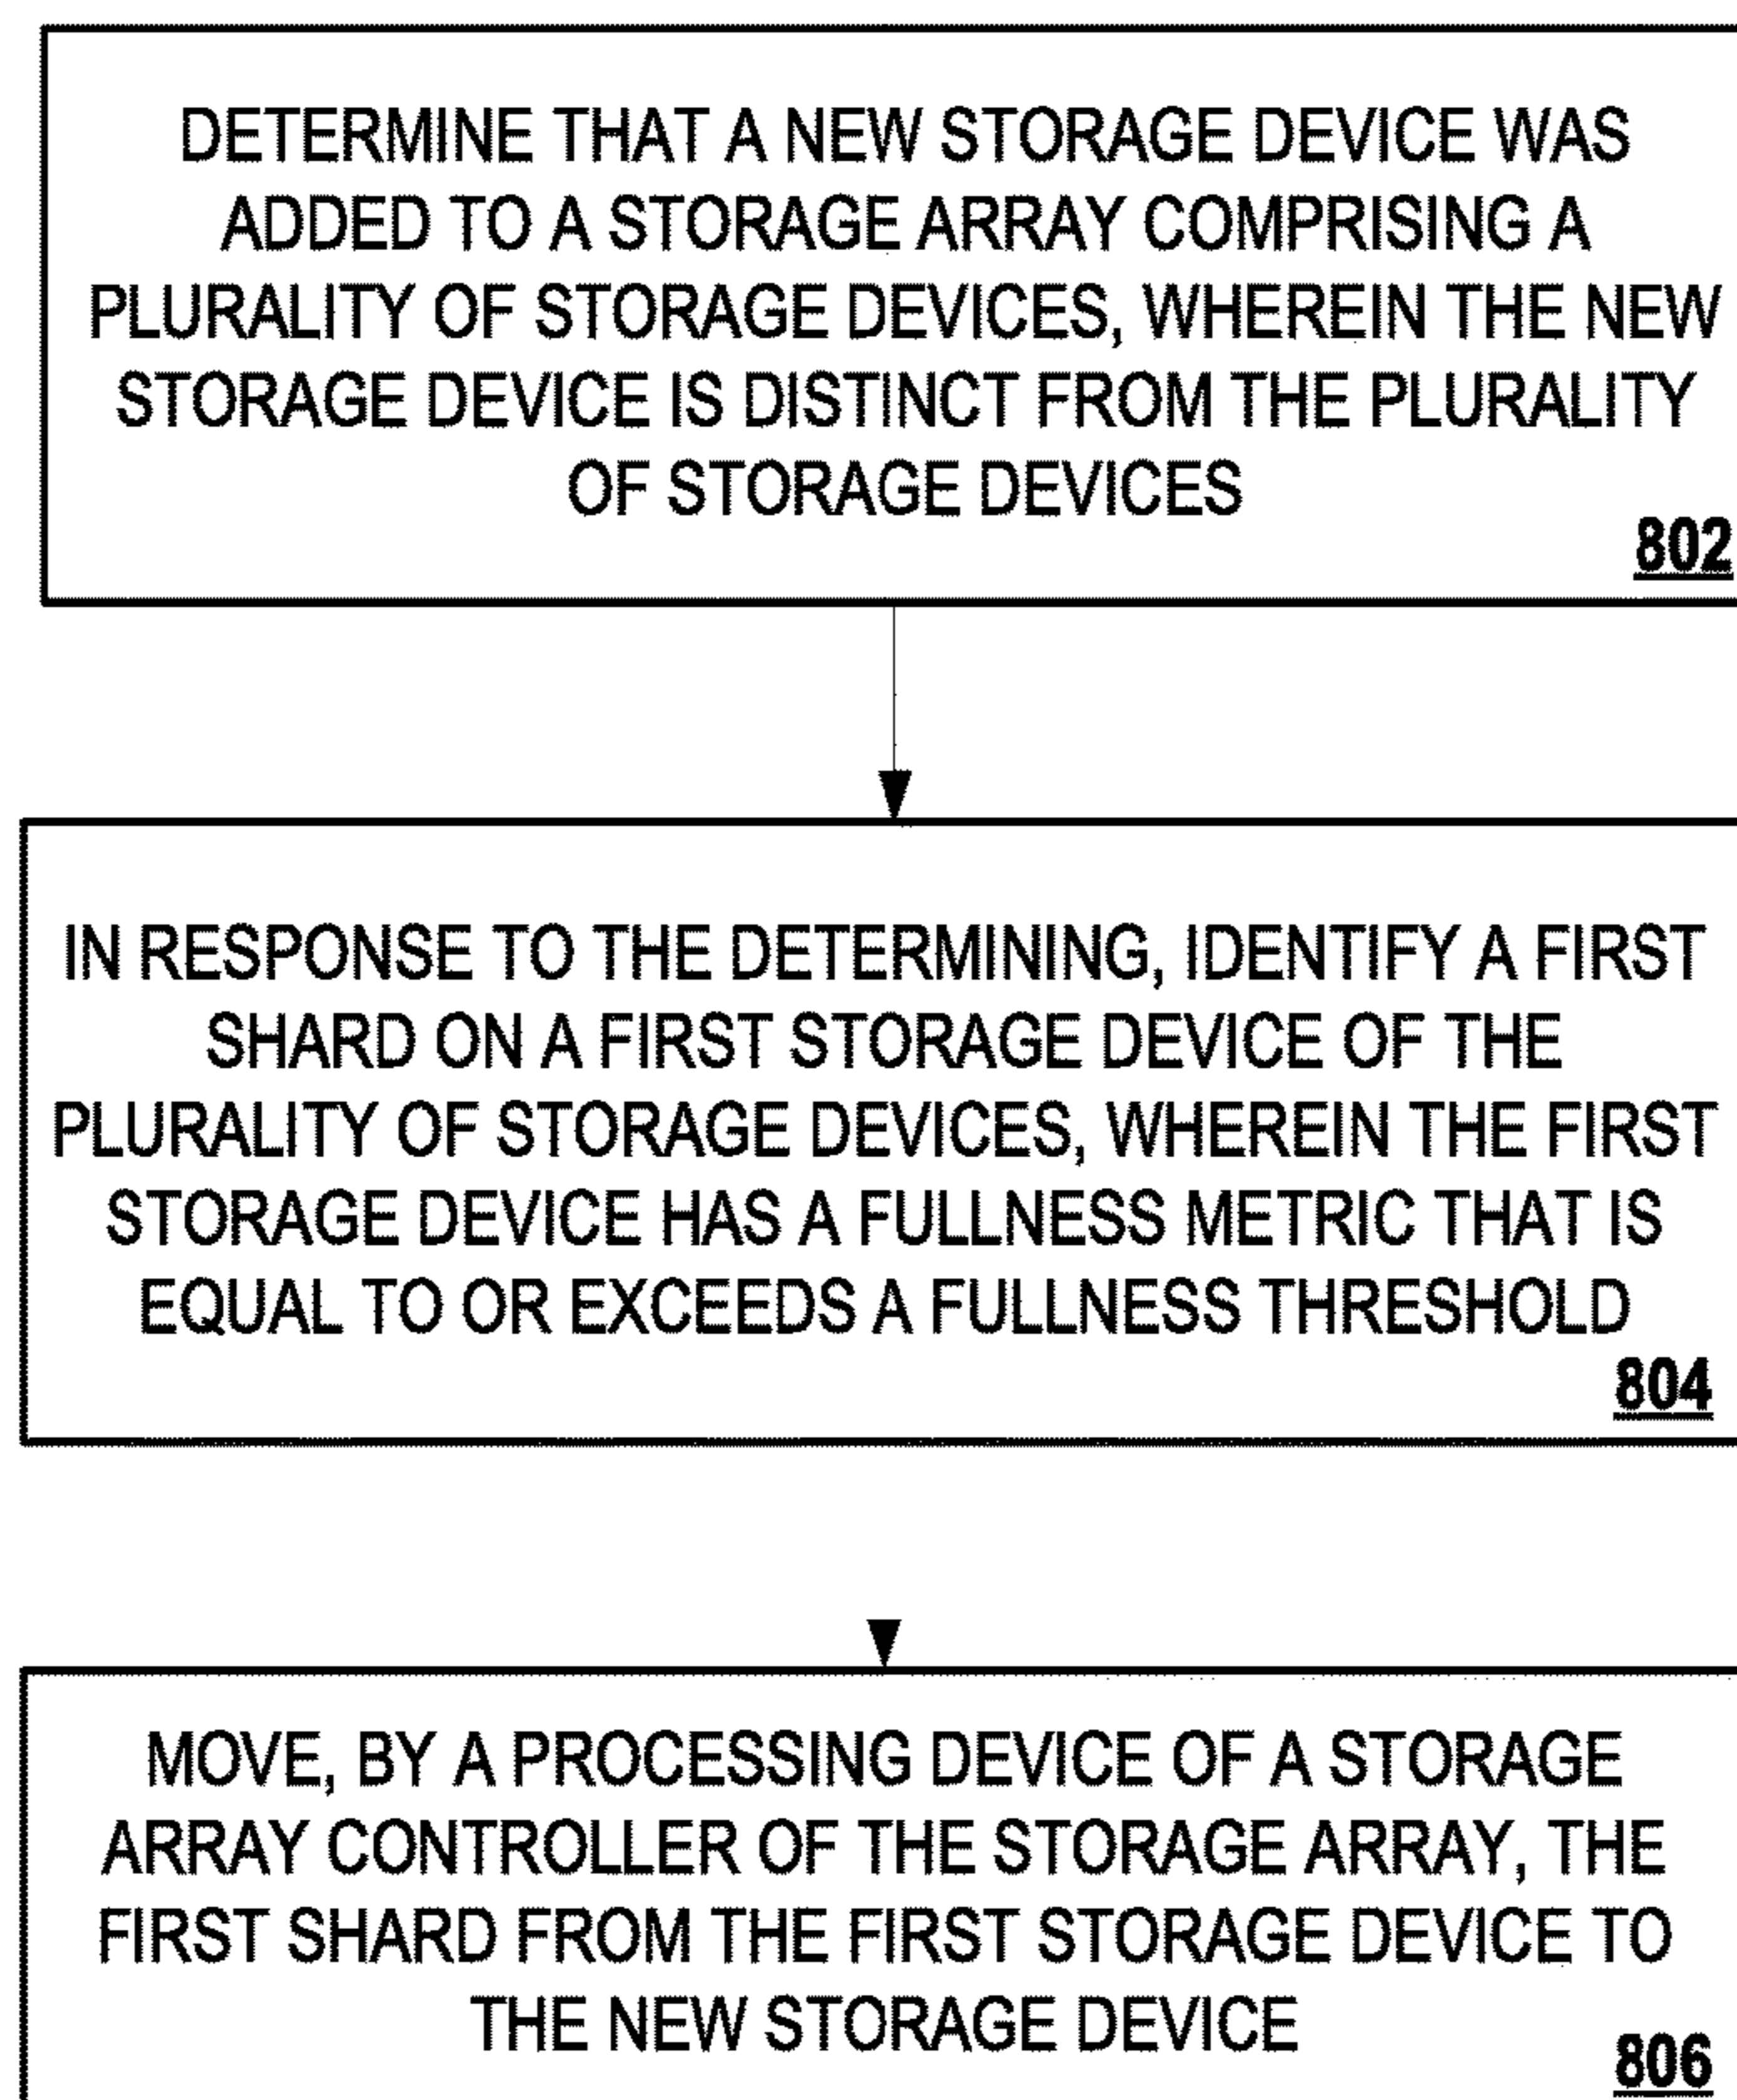 DETERMINE THAT A NEW STORAGE DEVICE WAS
ADDED TO A STORAGE ARRAY COMPRISING A
PLURALITY OF STORAGE DEVICES, WHEREIN THE NEW
STORAGE DEVICE IS DISTINCT FROM THE PLURALITY
OF STORAGE DEVICES
802
IN RESPONSE TO THE DETERMINING, IDENTIFY A FIRST
SHARD ON A FIRST STORAGE DEVICE OF THE
PLURALITY OF STORAGE DEVICES, WHEREIN THE FIRST
STORAGE DEVICE HAS A FULLNESS METRIC THAT IS
EQUAL TO OR EXCEEDS A FULLNESS THRESHOLD
804
MOVE, BY A PROCESSING DEVICE OF A STORAGE
ARRAY CONTROLLER OF THE STORAGE ARRAY, THE
FIRST SHARD FROM THE FIRST STORAGE DEVICE TO
THE NEW STORAGE DEVICE
806